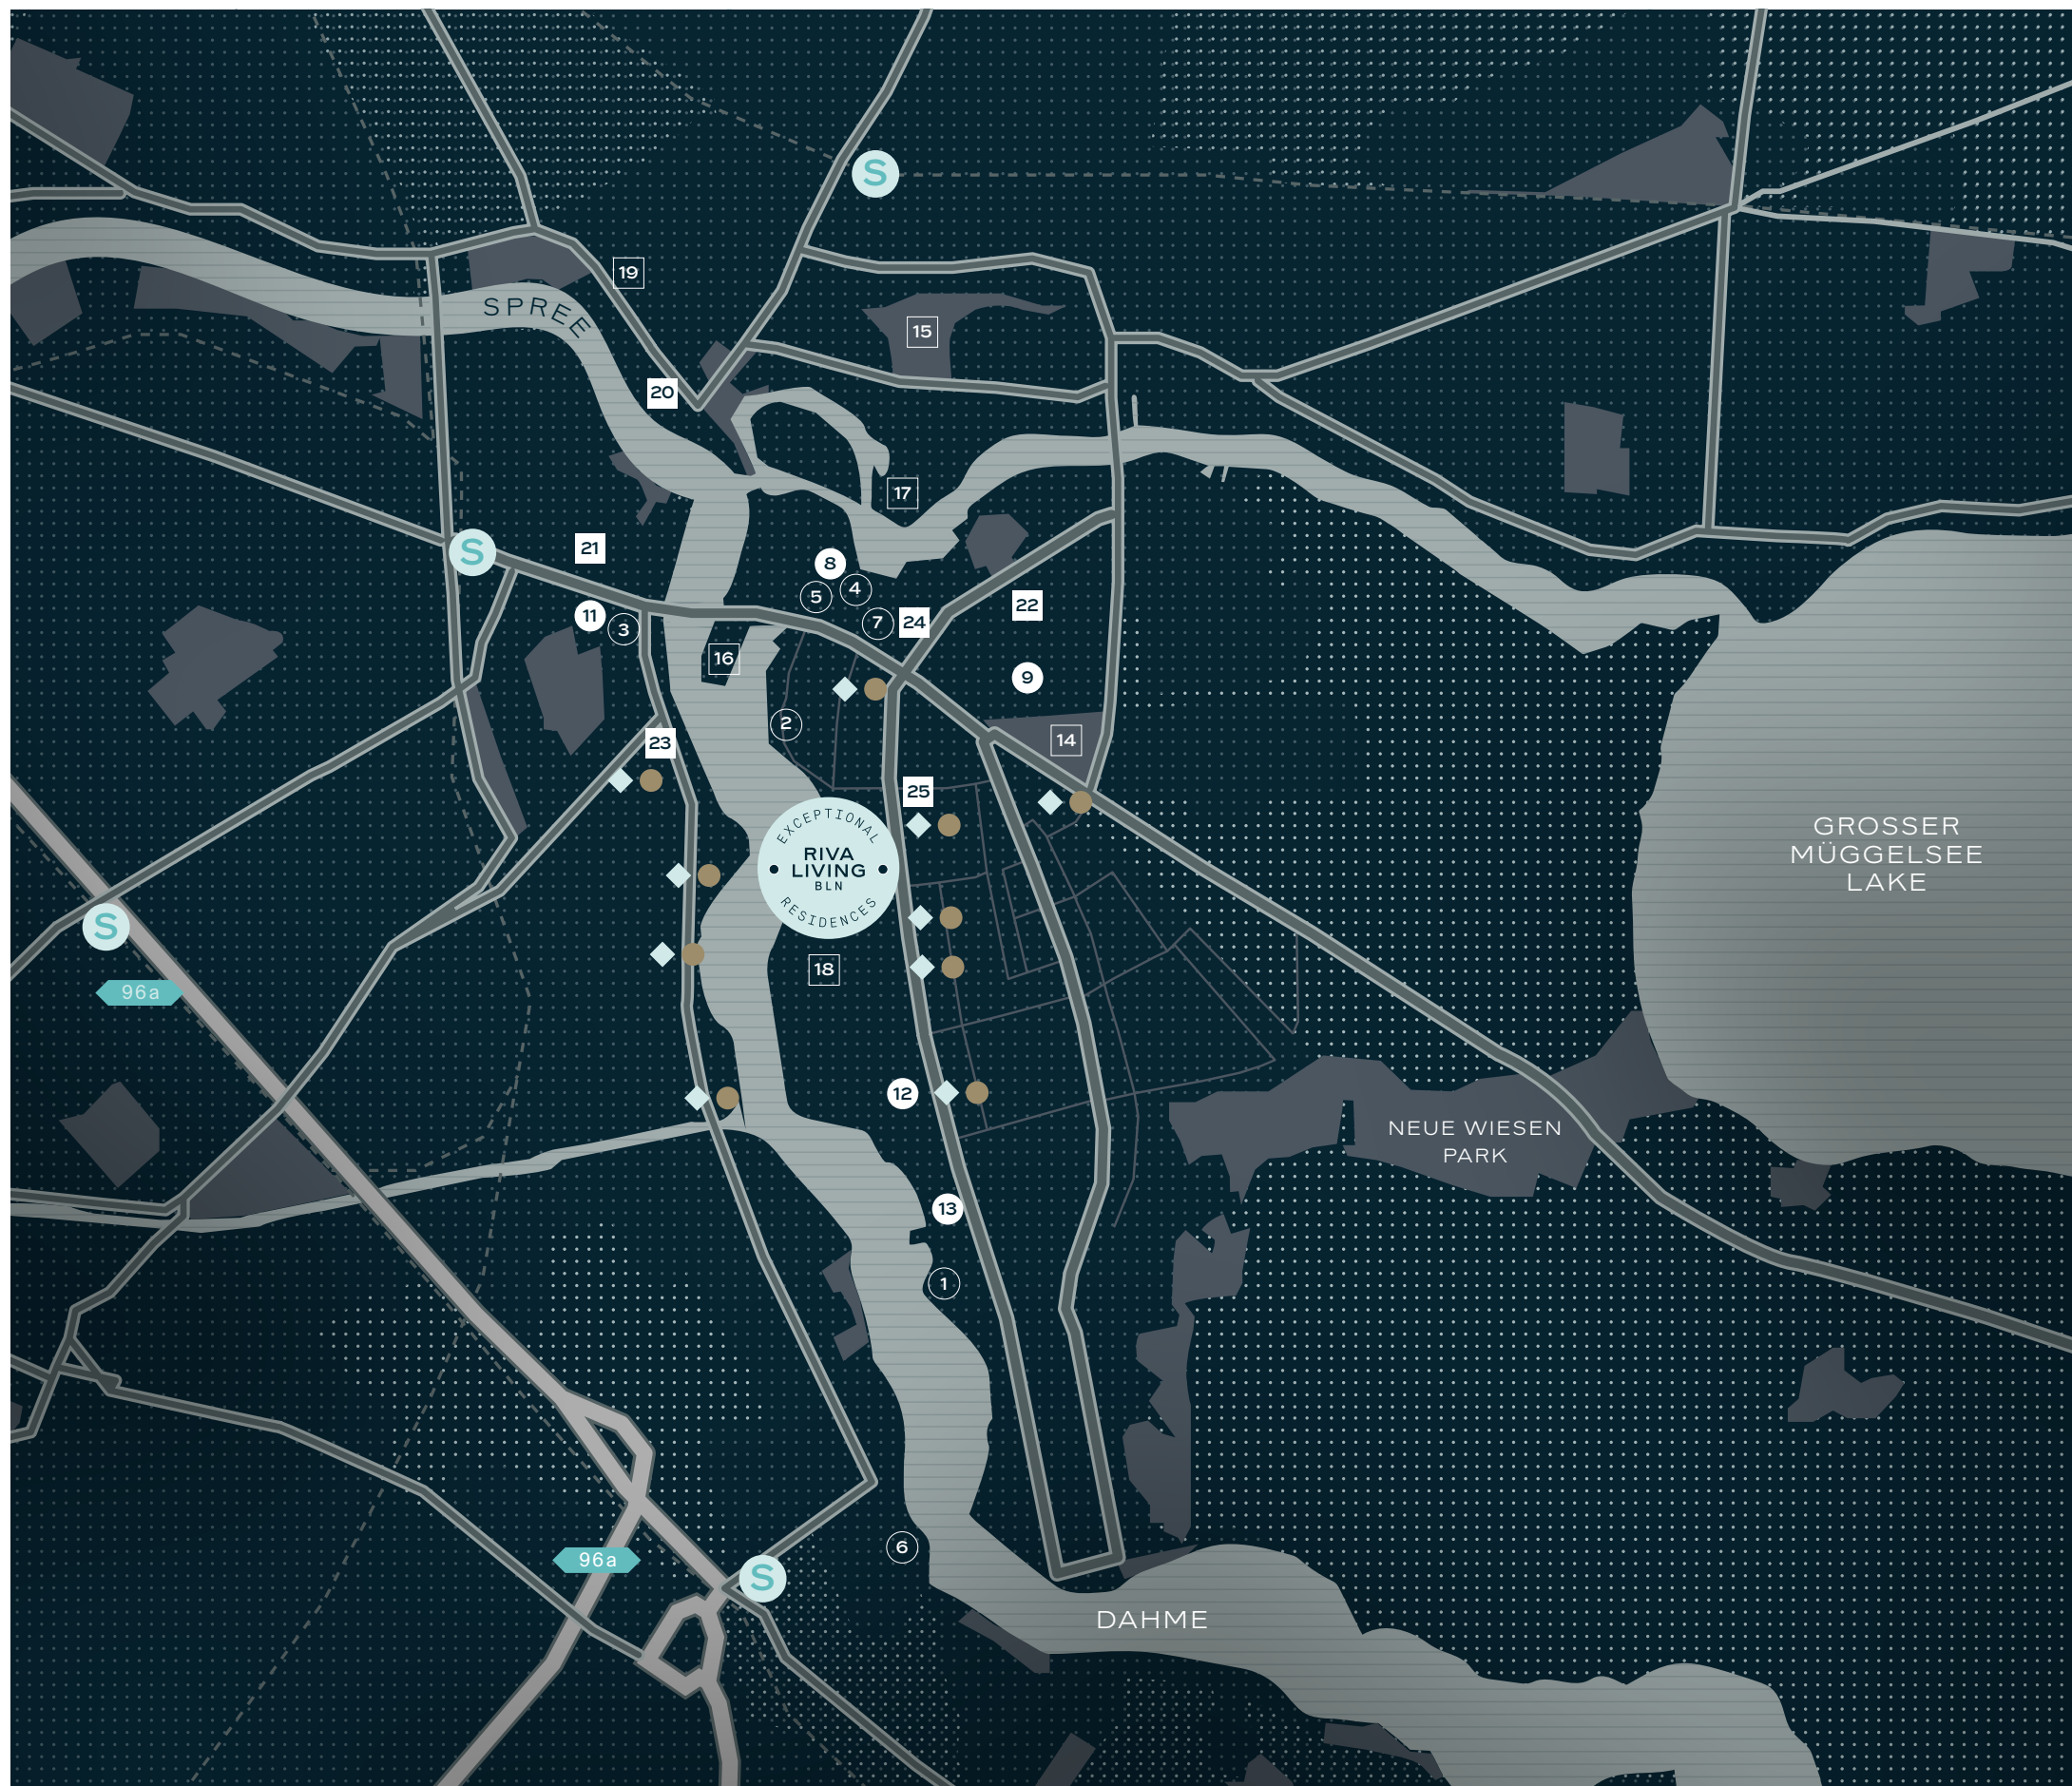 S
19
SPREE
15
20
17
S
21
8
4
5
22
11
3
7
24
16
9
2
14
23
25
EXCEPTIONAL
RIVA
LIVING
BLN
RESIDENCES
GROSSER
MÜGGELSEE
LAKE
S
18
96a
12
NEUE WIESEN
PARK
13
1
6
96a
S
DAHME